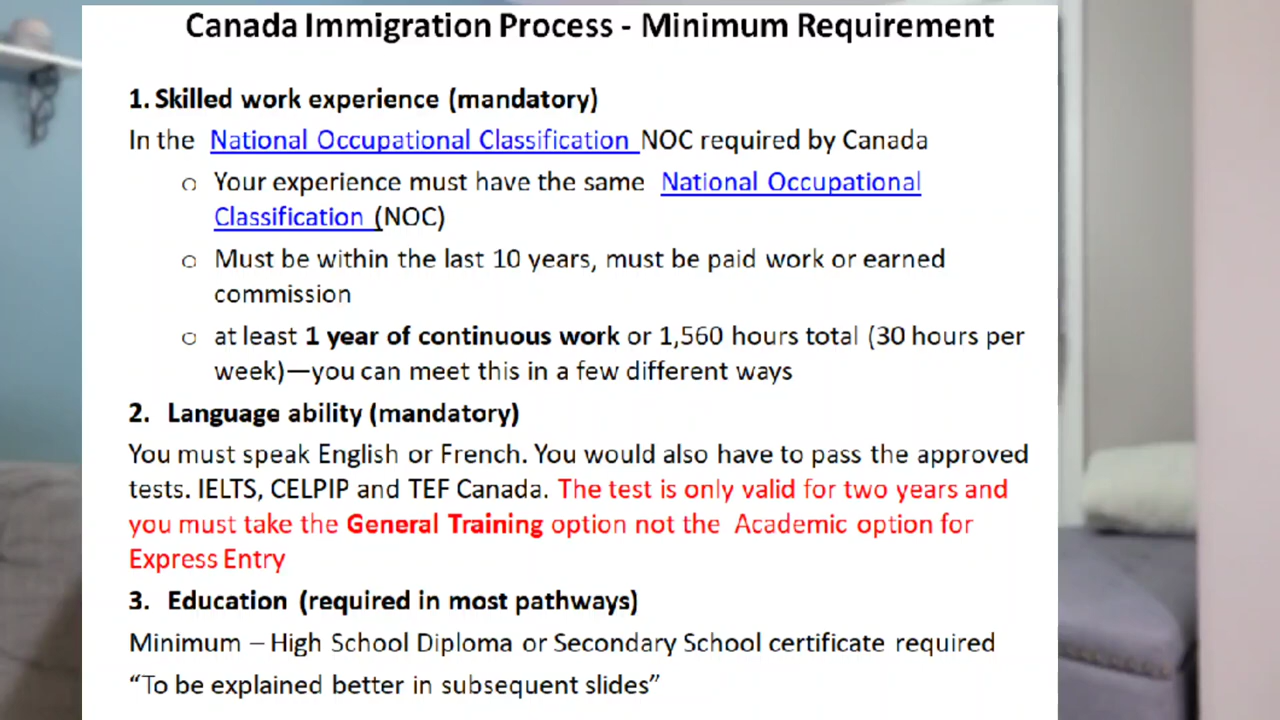 Canada Immigration Process - Minimum Requirement
1. Skilled work experience (mandatory)
In the National Occupational Classification NOC required by Canada
o Your experience must have the same National Occupational
Classification (NOC)
o Must be within the last 10 years, must be paid work or earned
commission
o at least 1 year of continuous work or 1,560 hours total (30 hours per
week)—you can meet this in a few different ways
2. Language ability (mandatory)
You must speak English or French. You would also have to pass the approved
tests. IELTS, CELPIP and TEF Canada. The test is only valid for two years and
you must take the General Training option not the Academic option for
Express Entry
3. Education (required in most pathways)
Minimum – High School Diploma or Secondary School certificate required
“To be explained better in subsequent slides”